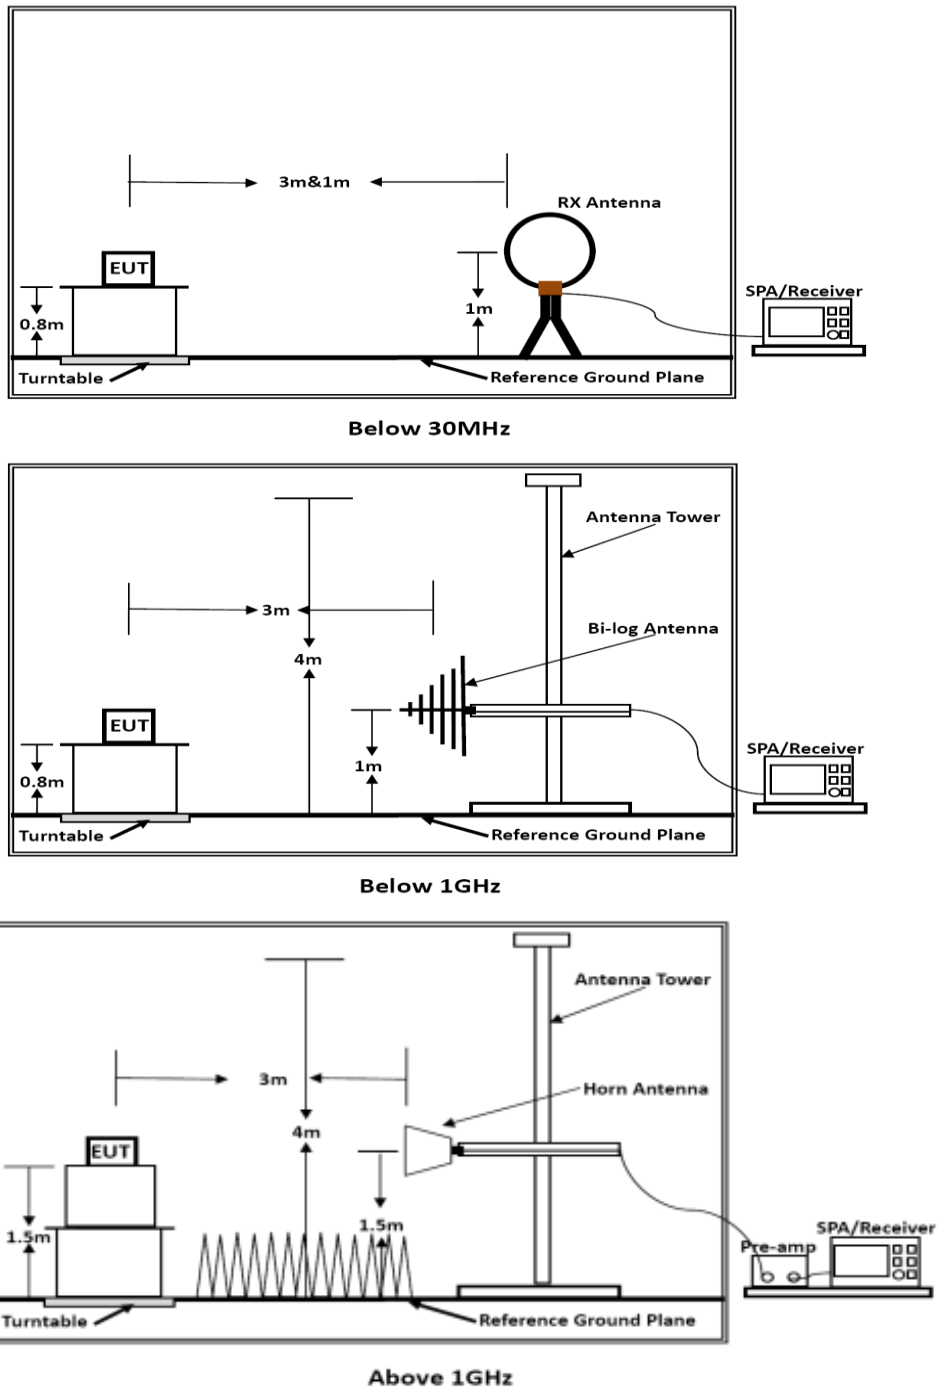 3m&1m
RX Antenna
EUT
SPA/Receiver
0.8m
1m
Turntable
Reference Ground Plane
Below 30MHz
Antenna Tower
3m
Bi-log Antenna
4m
EUT
SPA/Receiver
0.8m
1m
Turntable
Reference Ground Plane
Below 1GHz
Antenna Tower
3m
Horn Antenna
4m
EUT
1.5m
1.5m
SPA/Receiver
Pre-amp
Turntable
Reference Ground Plane
Above 1GHz